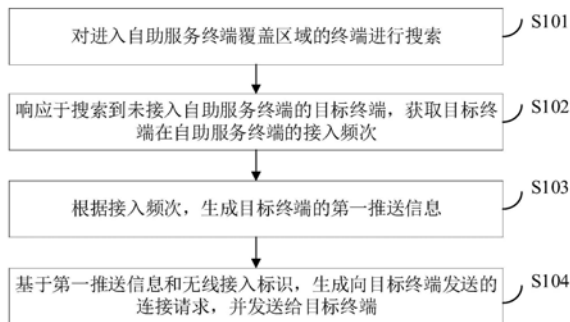 对进入自助服务终端覆盖区域的终端进行搜索
S101
响应于搜索到未接入自助服务终端的目标终端，获取目标终
端在自助服务终端的接入频次
S102
根据接入频次，生成目标终端的第一推送信息
S103
基于第一推送信息和无线接入标识，生成向目标终端发送的
连接请求，并发送给目标终端
S104